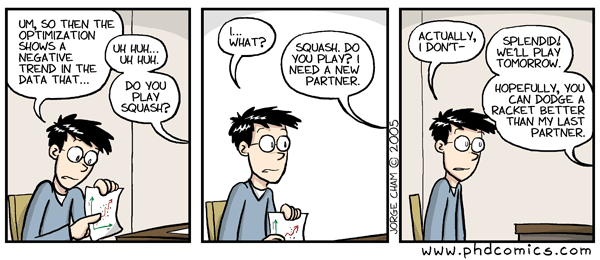 UM, SO THEN THE
OPTIMIZATION
SHOWS A
NEGATIVE
TREND IN THE
DATA THAT...
UH HUH...
UH HUH.
DO YOU
PLAY
SQUASH?
I...
WHAT?
SQUASH. DO
YOU PLAY? I
NEED A NEW
PARTNER.
JORGE CHAM © 2005
ACTUALLY,
I DON'T-
SPLENDID!
WE'LL PLAY
TOMORROW.
HOPEFULLY, YOU
CAN DODGE A
RACKET BETTER
THAN MY LAST
PARTNER.
www.phdcomics.com